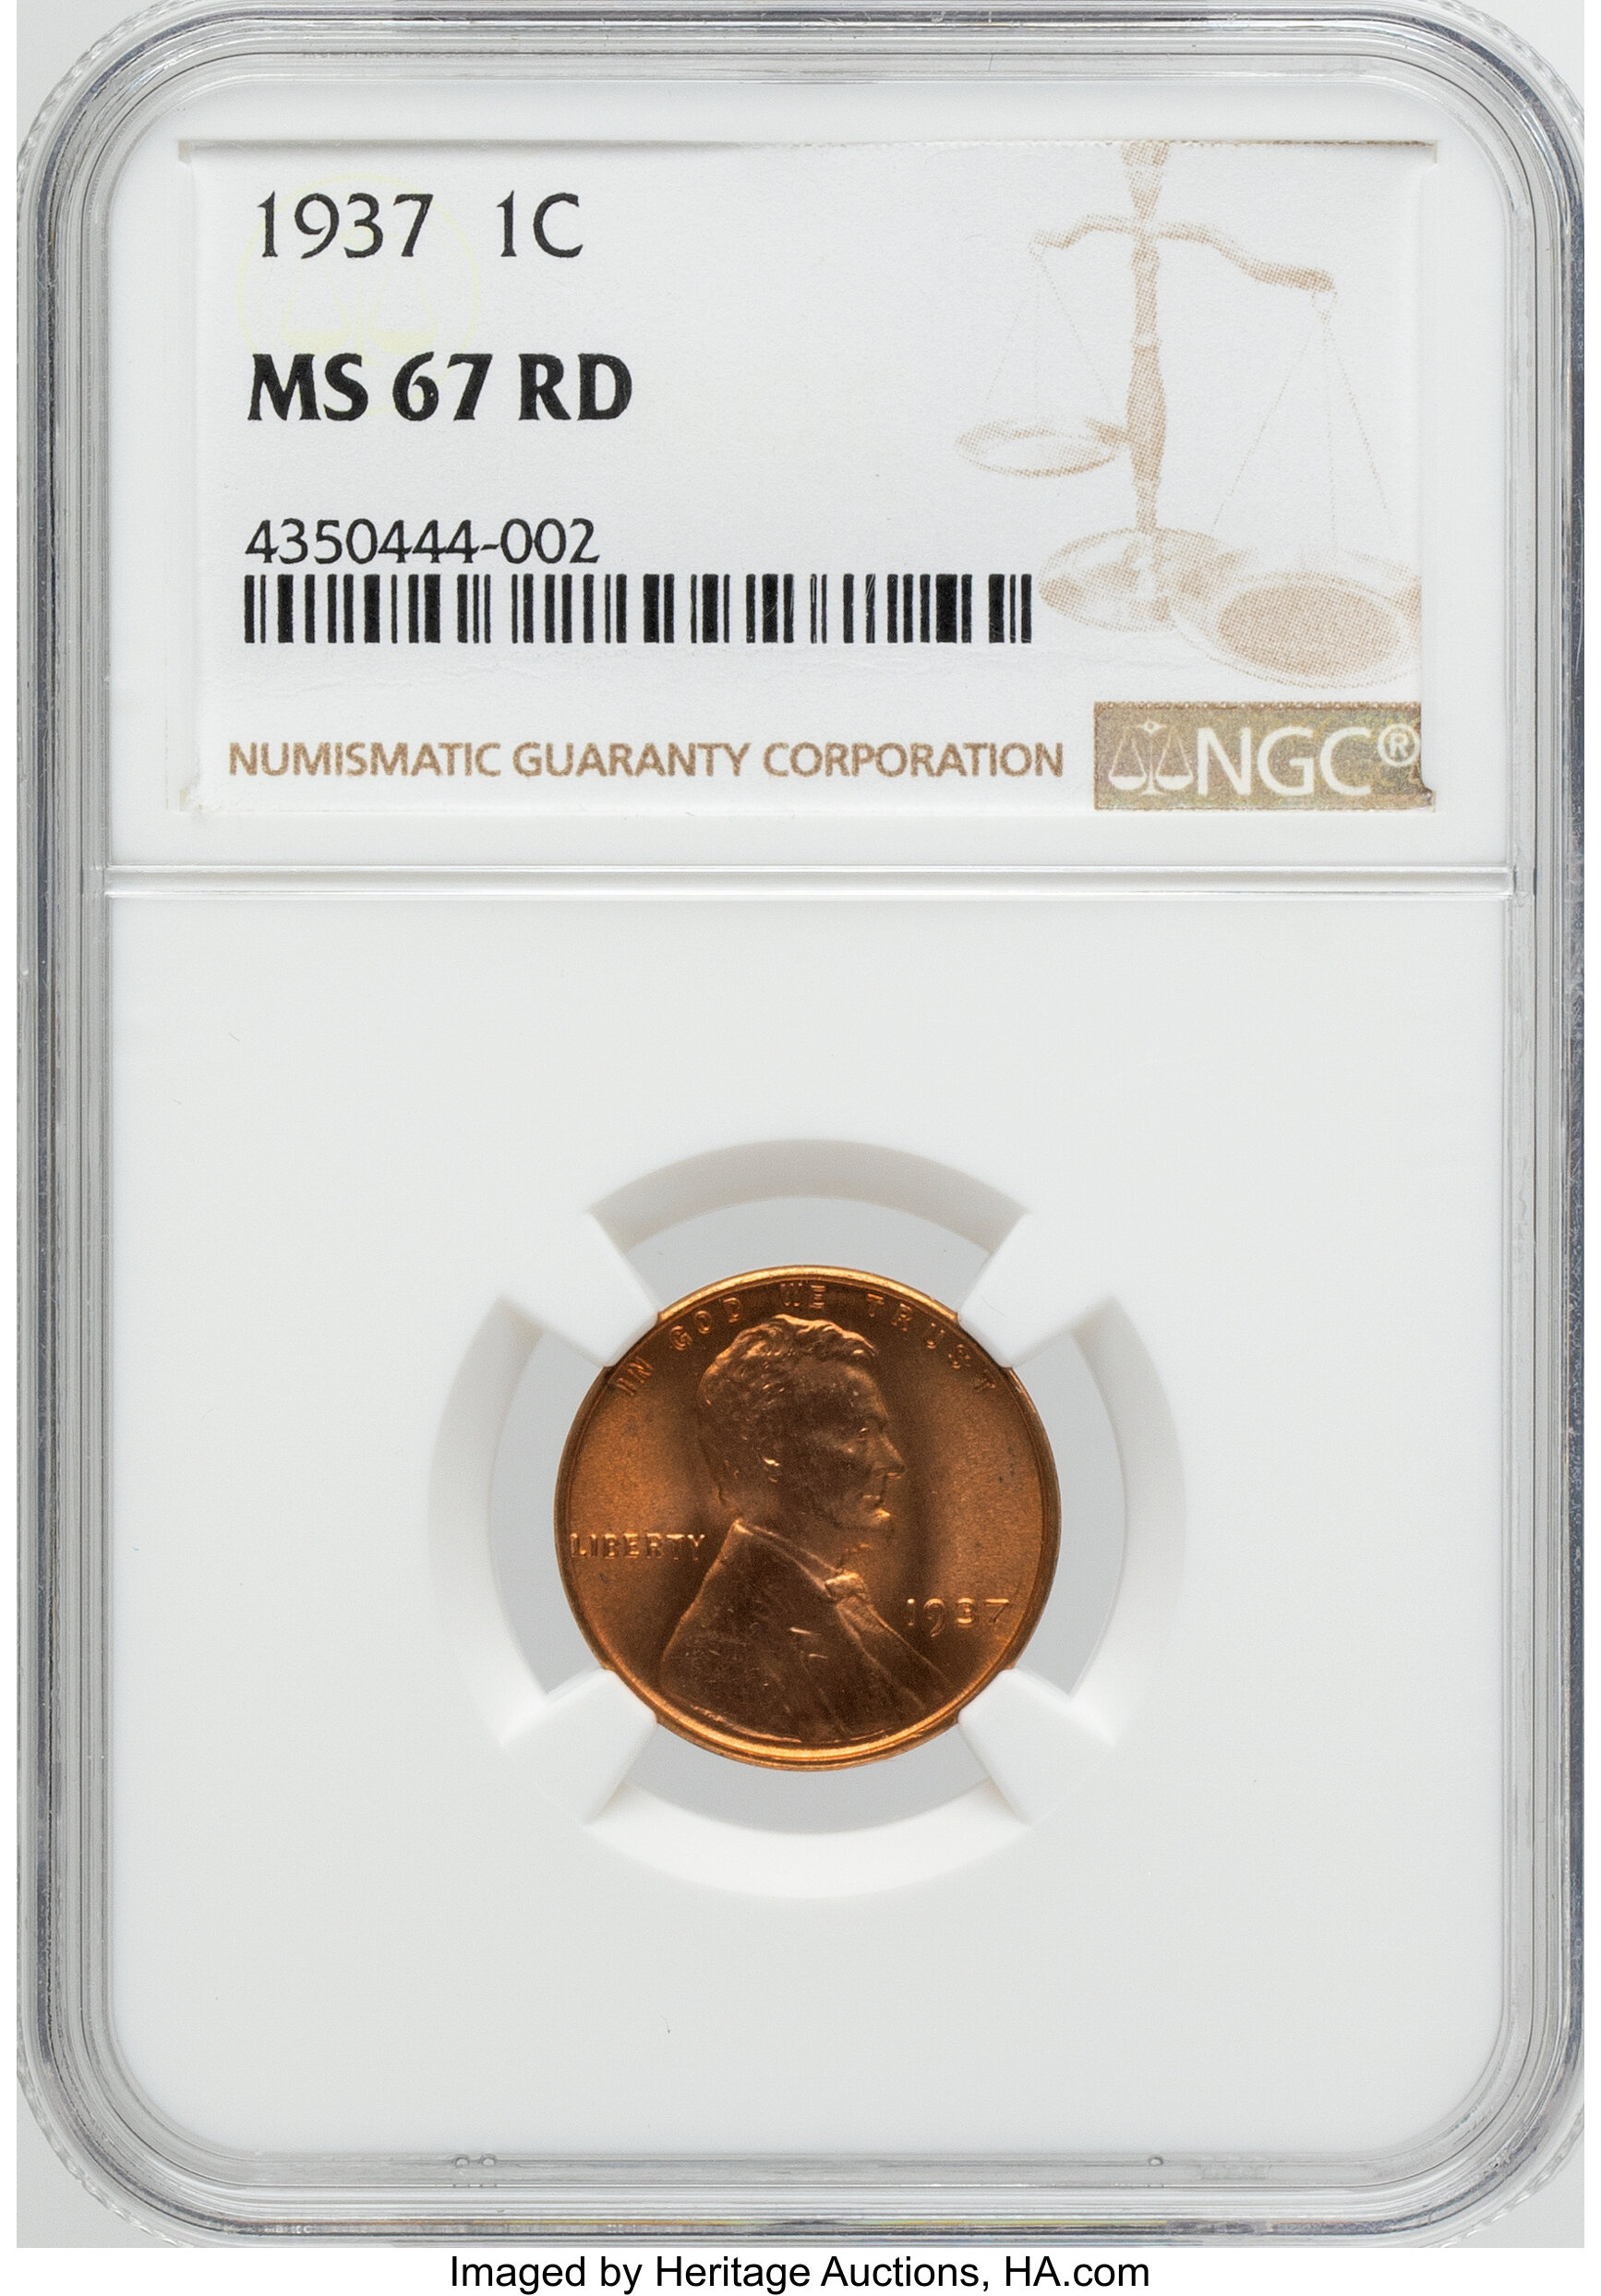 1937 1C
MS 67 RD
4350444-002
NUMISMATIC GUARANTY CORPORATION
NGC®
IN GOD WE TRUST
LIBERTY
1937
Imaged by Heritage Auctions, HA.com